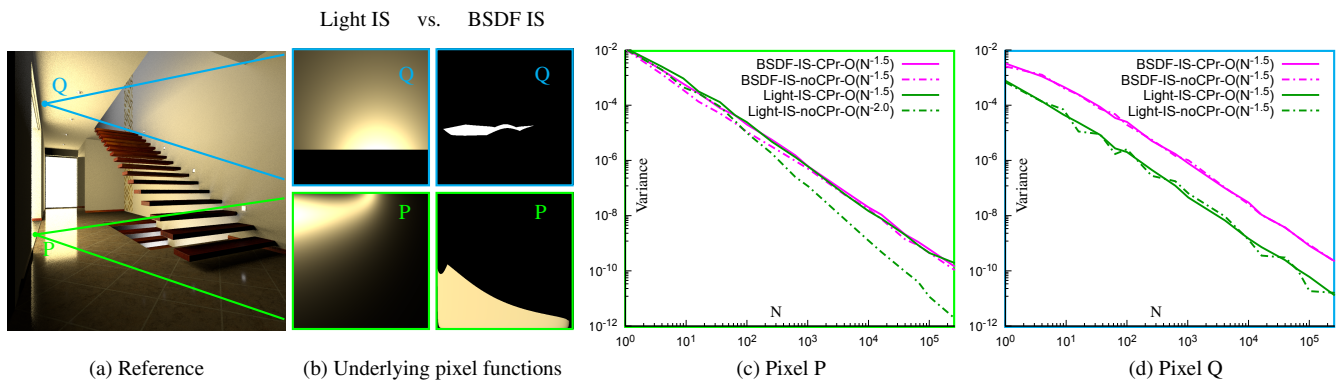 Light IS vs. BSDF IS
Q
P
Q
Q
P
P
10^-2
10^-4
10^-6
10^-8
10^-10
10^-12
Variance
BSDF-IS-CPr-O(N^-1.5)
BSDF-IS-noCPr-O(N^-1.5)
Light-IS-CPr-O(N^-1.5)
Light-IS-noCPr-O(N^-2.0)
N
10^0
10^1
10^2
10^3
10^4
10^5
10^-2
10^-4
10^-6
10^-8
10^-10
10^-12
Variance
BSDF-IS-CPr-O(N^-1.5)
BSDF-IS-noCPr-O(N^-1.5)
Light-IS-CPr-O(N^-1.5)
Light-IS-noCPr-O(N^-1.5)
N
10^0
10^1
10^2
10^3
10^4
10^5
(a) Reference
(b) Underlying pixel functions
(c) Pixel P
(d) Pixel Q